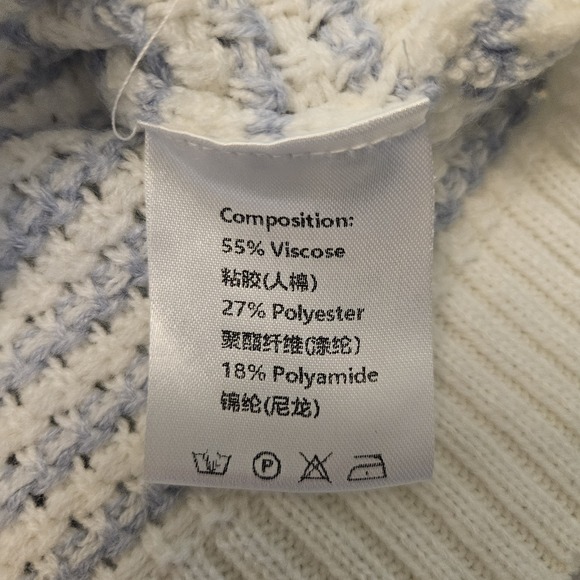 Composition:
55% Viscose
粘胶(人棉)
27% Polyester
聚酯纤维(涤纶)
18% Polyamide
锦纶(尼龙)
P